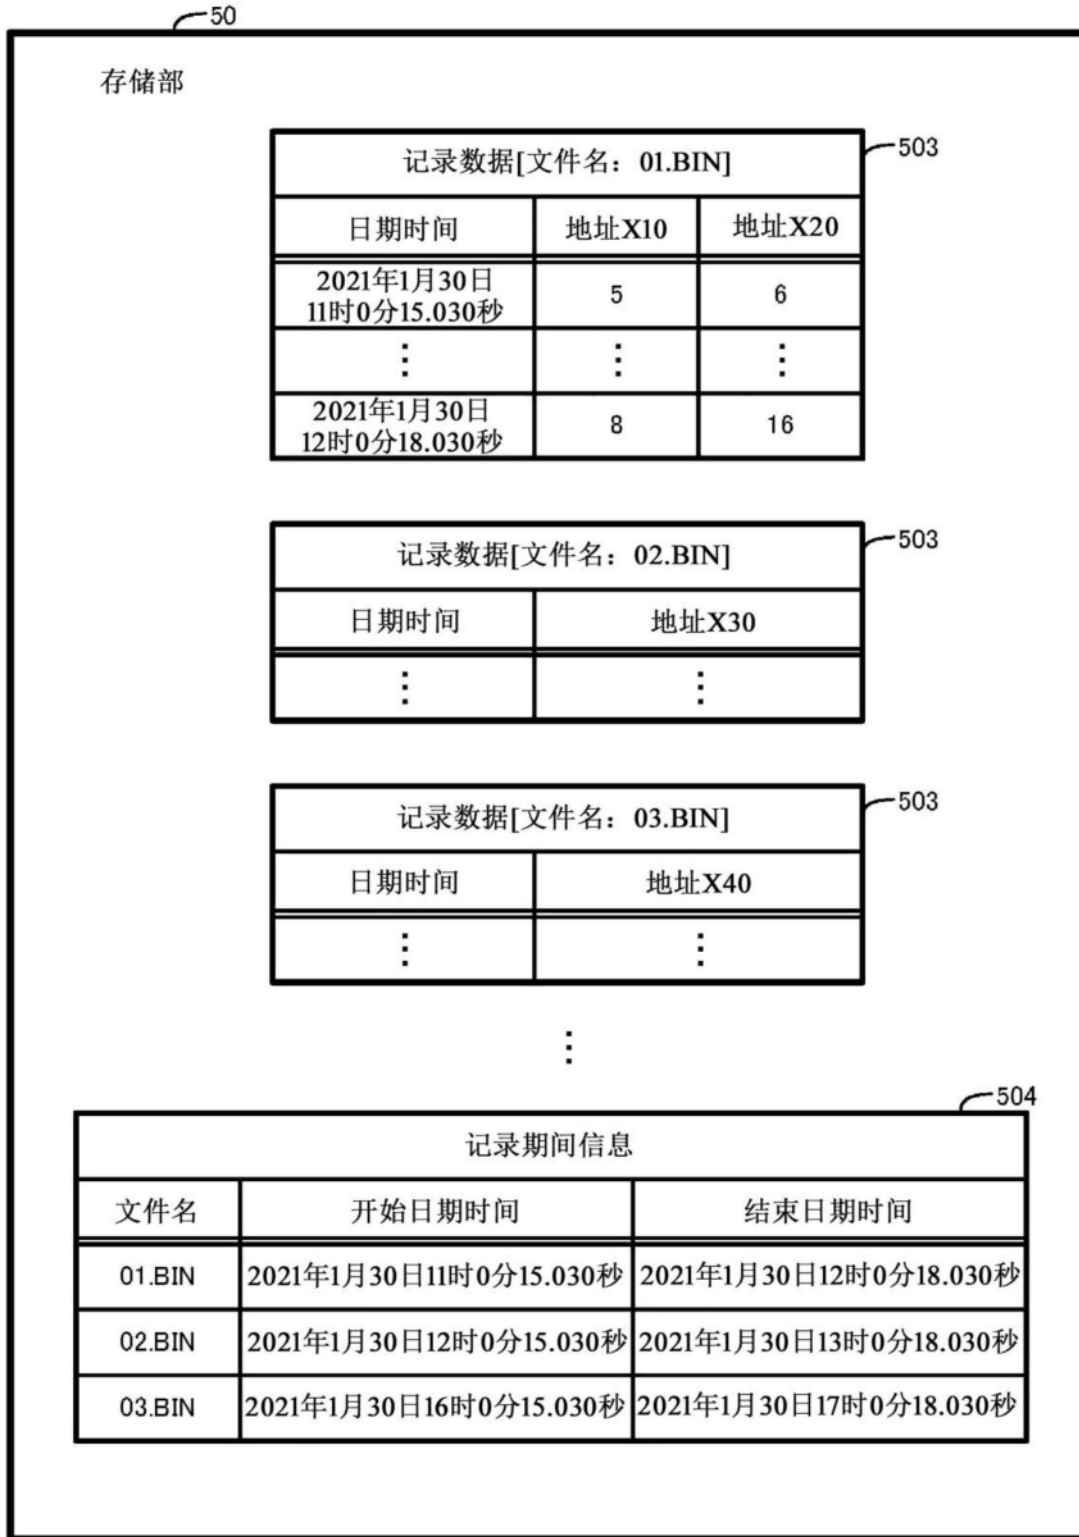 50
存储部
503
记录数据[文件名：01.BIN]
日期时间 地址X10 地址X20
2021年1月30日
11时0分15.030秒 5 6
⋮ ⋮ ⋮
2021年1月30日
12时0分18.030秒 8 16
503
记录数据[文件名：02.BIN]
日期时间 地址X30
⋮ ⋮
503
记录数据[文件名：03.BIN]
日期时间 地址X40
⋮ ⋮
⋮
504
记录期间信息
文件名 开始日期时间 结束日期时间
01.BIN 2021年1月30日11时0分15.030秒 2021年1月30日12时0分18.030秒
02.BIN 2021年1月30日12时0分15.030秒 2021年1月30日13时0分18.030秒
03.BIN 2021年1月30日16时0分15.030秒 2021年1月30日17时0分18.030秒